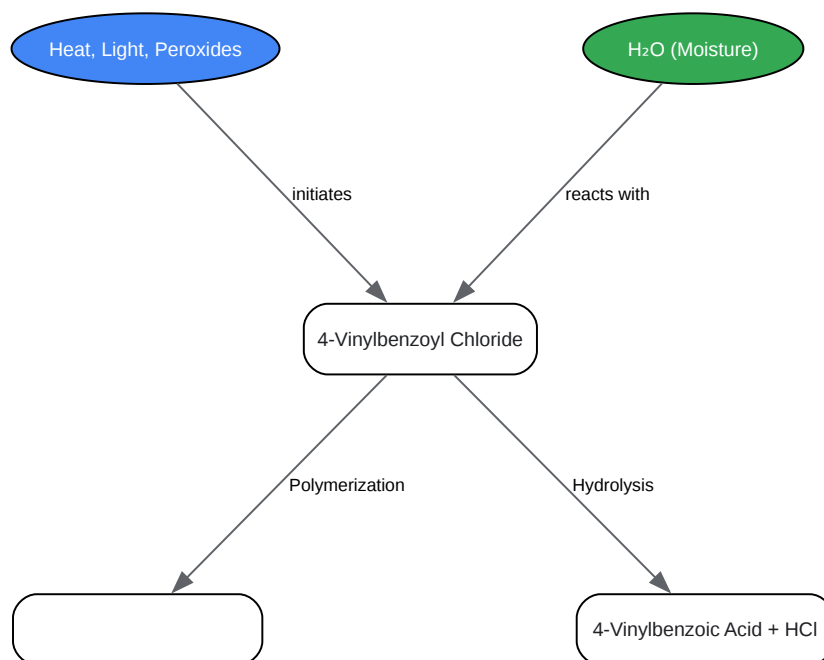 Heat, Light, Peroxides
H₂O (Moisture)
initiates
reacts with
4-Vinylbenzoyl Chloride
Polymerization
Hydrolysis
4-Vinylbenzoic Acid + HCl